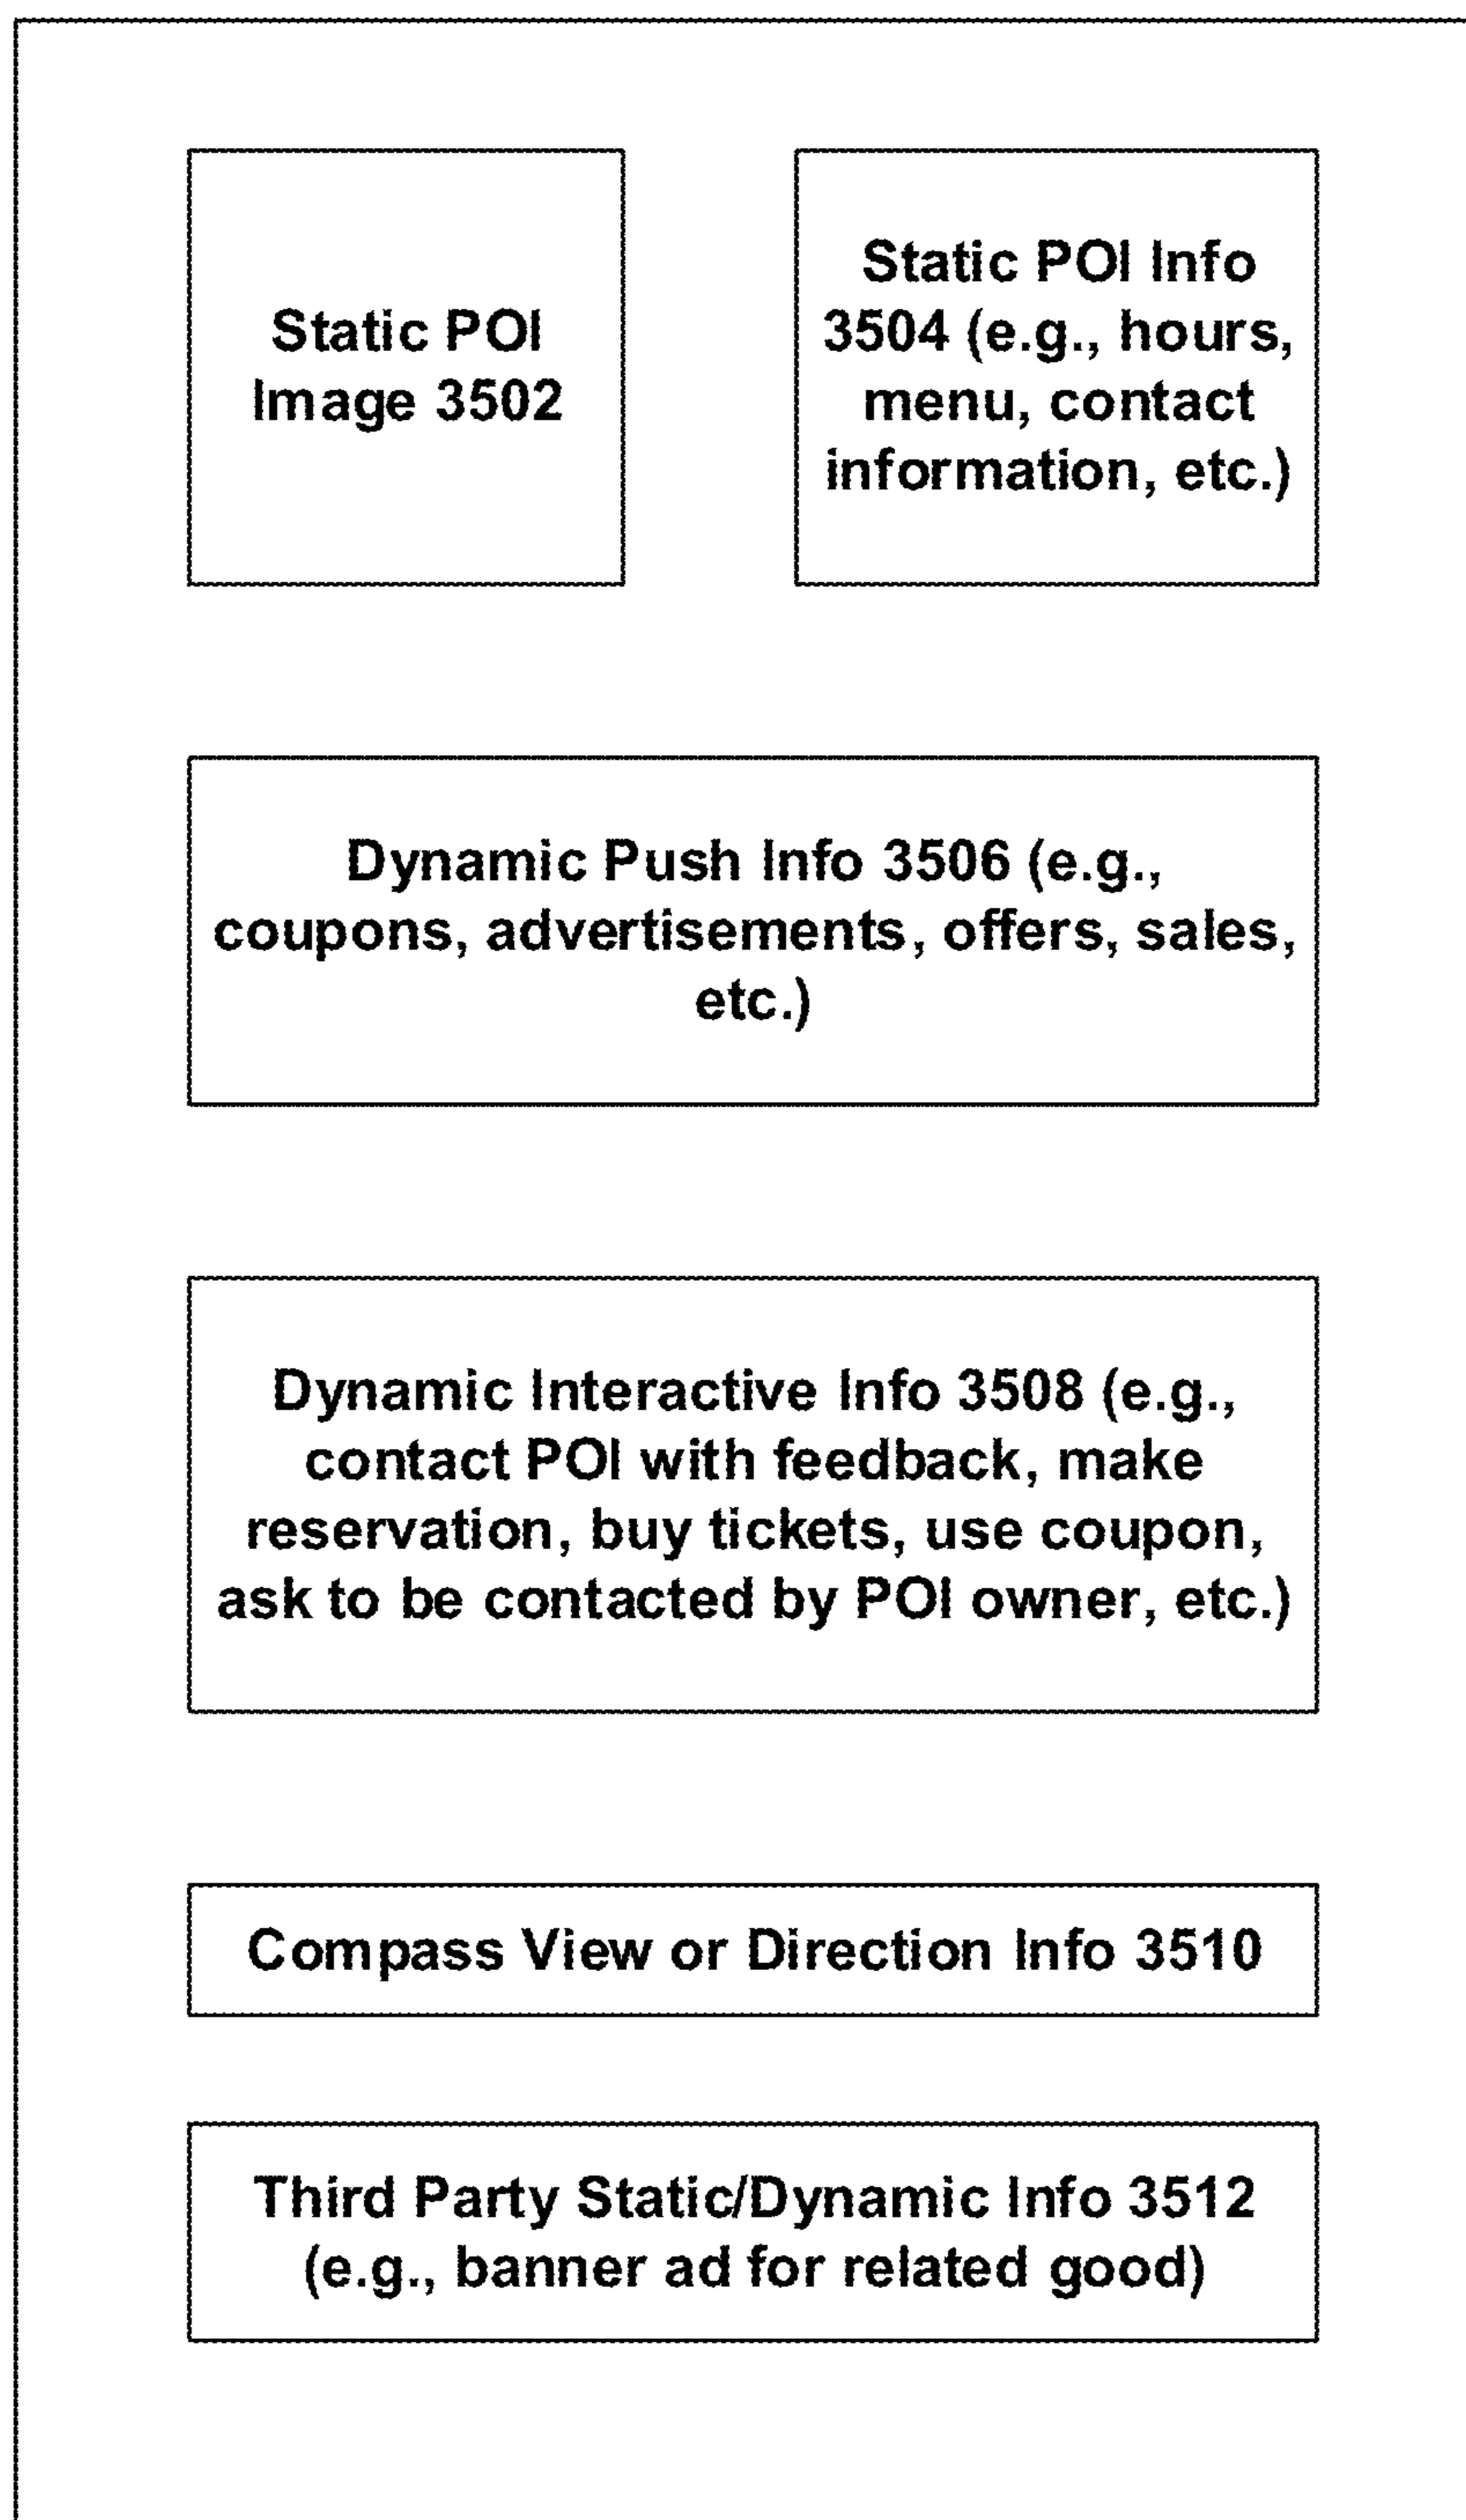 Static POI
Image 3502
Static POI Info
3504 (e.g., hours,
menu, contact
information, etc.)
Dynamic Push Info 3506 (e.g.,
coupons, advertisements, offers, sales,
etc.)
Dynamic Interactive Info 3508 (e.g.,
contact POI with feedback, make
reservation, buy tickets, use coupon,
ask to be contacted by POI owner, etc.)
Compass View or Direction Info 3510
Third Party Static/Dynamic Info 3512
(e.g., banner ad for related good)